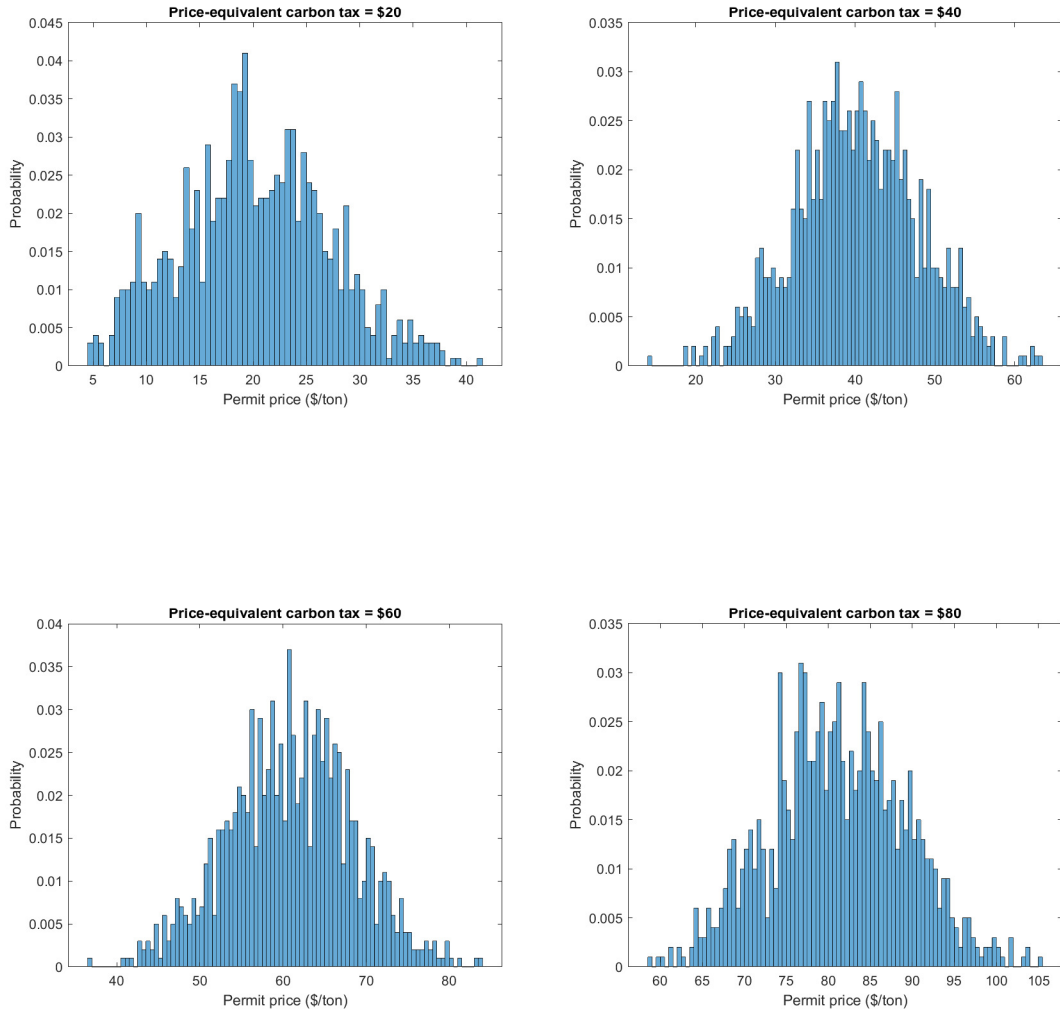 Price-equivalent carbon tax = $20
0.045
0.04
0.035
0.03
0.025
0.02
0.015
0.01
0.005
0
Probability
5 10 15 20 25 30 35 40
Permit price ($/ton)
Price-equivalent carbon tax = $40
0.035
0.03
0.025
0.02
0.015
0.01
0.005
0
Probability
20 30 40 50 60
Permit price ($/ton)
Price-equivalent carbon tax = $60
0.04
0.035
0.03
0.025
0.02
0.015
0.01
0.005
0
Probability
40 50 60 70 80
Permit price ($/ton)
Price-equivalent carbon tax = $80
0.035
0.03
0.025
0.02
0.015
0.01
0.005
0
Probability
60 65 70 75 80 85 90 95 100 105
Permit price ($/ton)